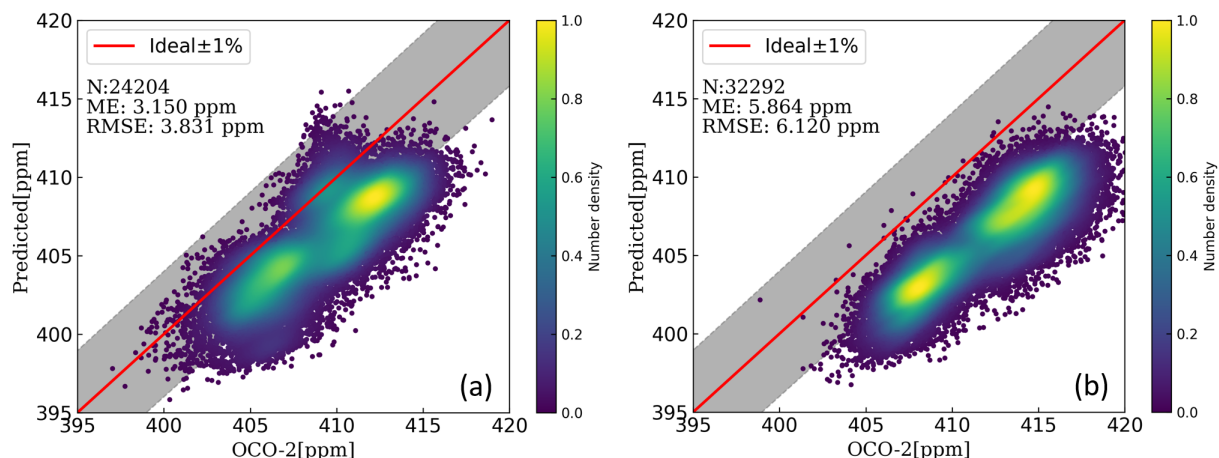 Ideal±1%
N:24204
ME: 3.150 ppm
RMSE: 3.831 ppm
(a)
420
415
410
405
400
395
Predicted[ppm]
395 400 405 410 415 420
OCO-2[ppm]
1.0
0.8
0.6
0.4
0.2
0.0
Number density
Ideal±1%
N:32292
ME: 5.864 ppm
RMSE: 6.120 ppm
(b)
420
415
410
405
400
395
Predicted[ppm]
395 400 405 410 415 420
OCO-2[ppm]
1.0
0.8
0.6
0.4
0.2
0.0
Number density